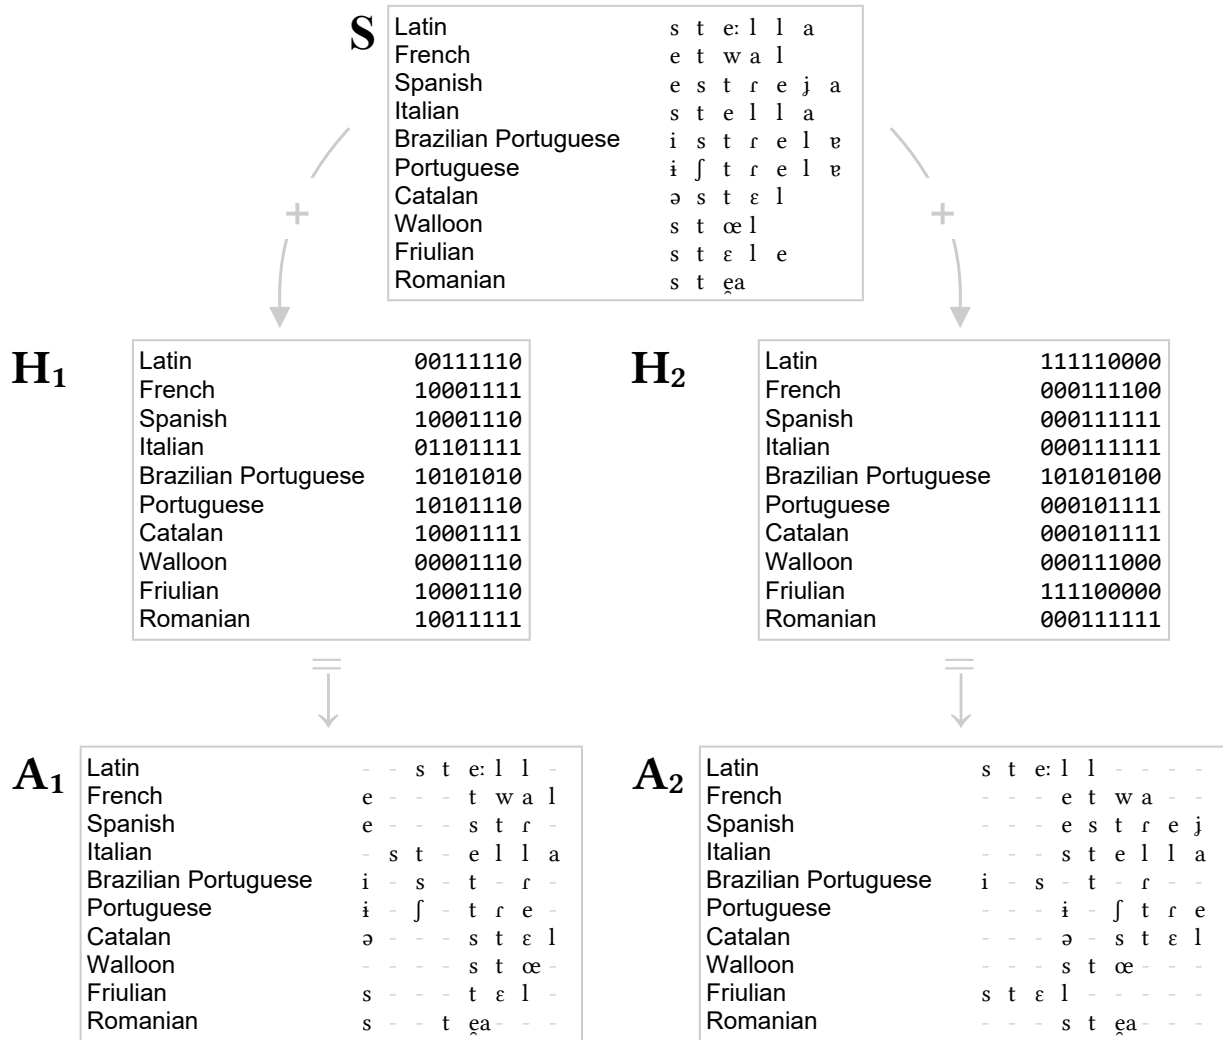 S
Latin s t eː l l a
French e t w a l
Spanish e s t ɾ e ʝ a
Italian s t e l l a
Brazilian Portuguese i s t ɾ e l ɐ
Portuguese ɨ ʃ t ɾ e l ɐ
Catalan ə s t ɛ l
Walloon s t œ l
Friulian s t ɛ l e
Romanian s t e̯a
+ +
H₁
Latin 00111110
French 10001111
Spanish 10001110
Italian 01101111
Brazilian Portuguese 10101010
Portuguese 10101110
Catalan 10001111
Walloon 00001110
Friulian 10001110
Romanian 10011111
H₂
Latin 111110000
French 000111100
Spanish 000111111
Italian 000111111
Brazilian Portuguese 101010100
Portuguese 000101111
Catalan 000101111
Walloon 000111000
Friulian 111100000
Romanian 000111111
A₁
Latin - - s t eː l l -
French e - - - t w a l
Spanish e - - - s t ɾ -
Italian - s t - e l l a
Brazilian Portuguese i - s - t - ɾ -
Portuguese ɨ - ʃ - t ɾ e -
Catalan ə - - - s t ɛ l
Walloon - - - - s t œ -
Friulian s - - - t ɛ l -
Romanian s - - t e̯a - - -
A₂
Latin s t eː l l - - - -
French - - - e t w a - -
Spanish - - - e s t ɾ e ʝ
Italian - - - s t e l l a
Brazilian Portuguese i - s - t - ɾ - -
Portuguese - - - ɨ - ʃ t ɾ e
Catalan - - - ə - s t ɛ l
Walloon - - - s t œ - - -
Friulian s t ɛ l - - - - -
Romanian - - - s t e̯a - - -